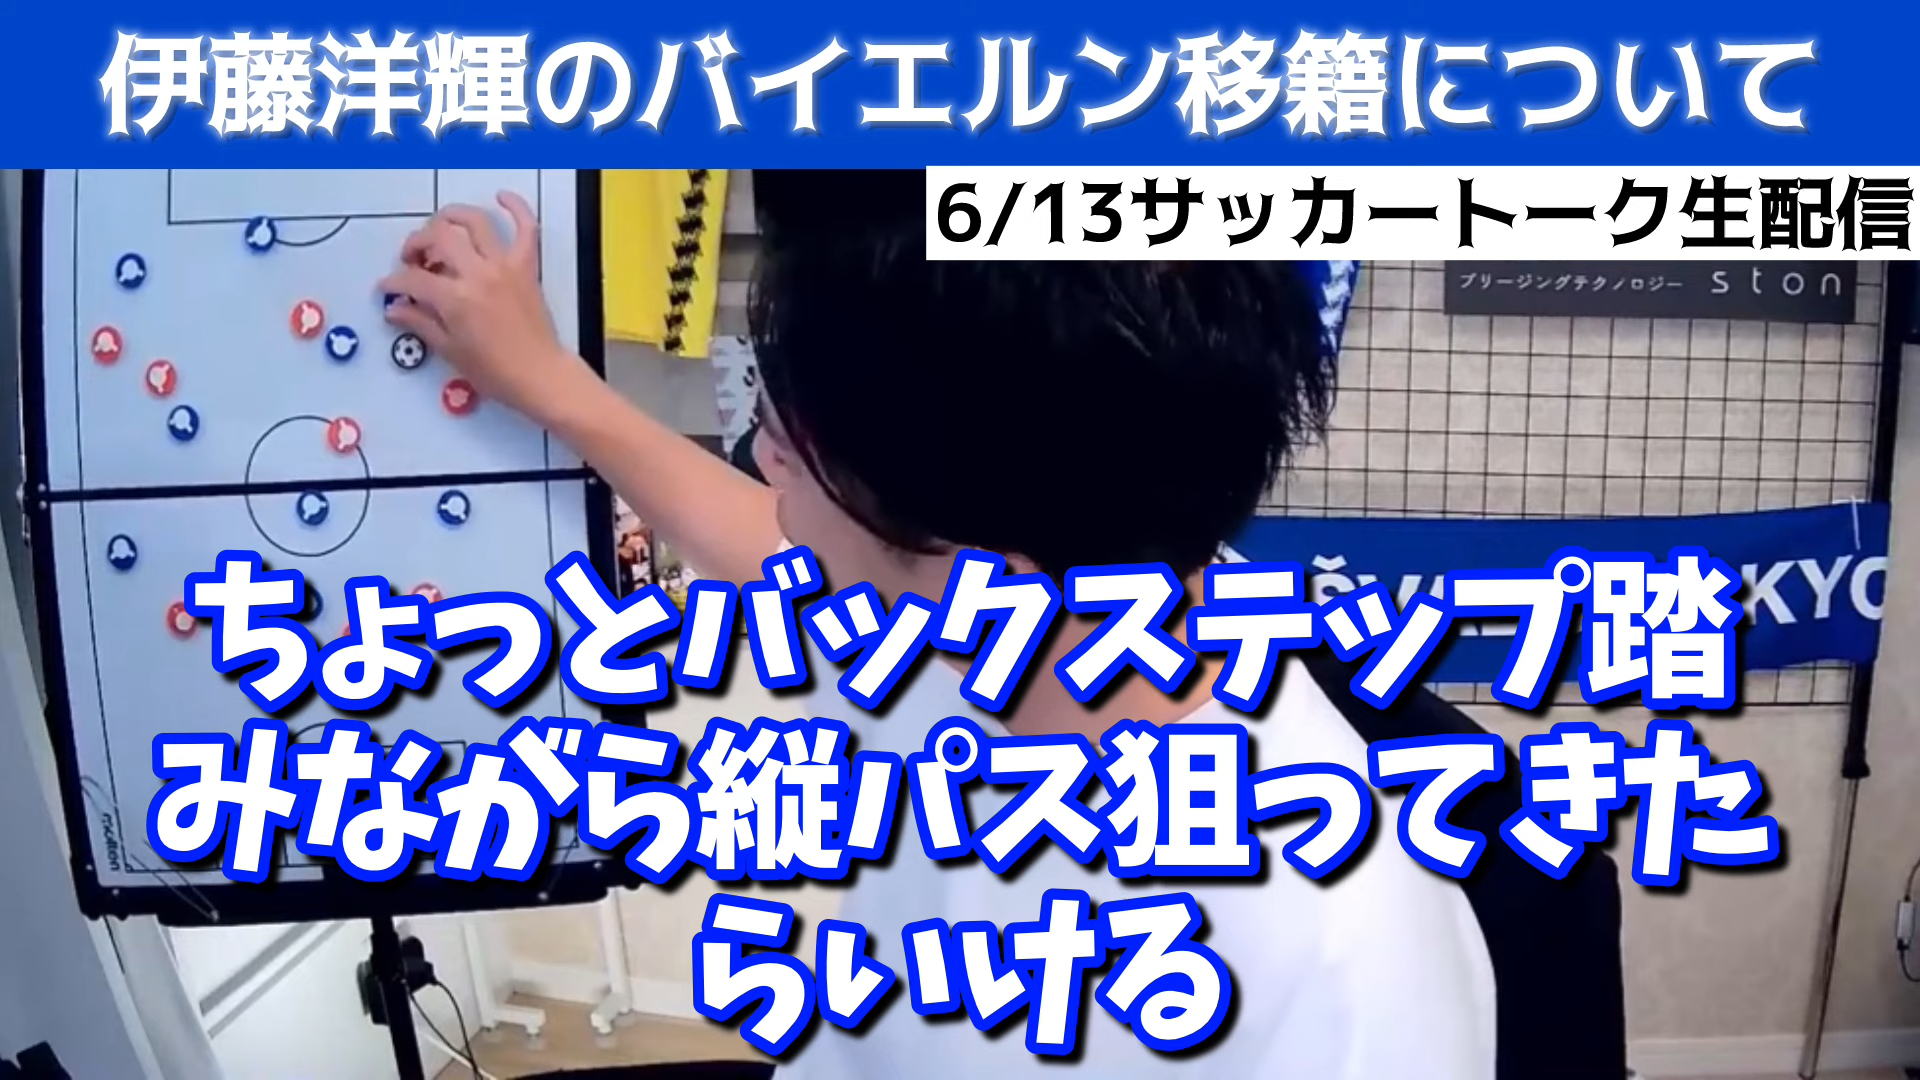 伊藤洋輝のバイエルン移籍について
6/13サッカートーク生配信
ブリージングテクノロジー ston
KYO
ちょっとバックステップ踏
みながら縦パス狙ってきた
らいける
molten